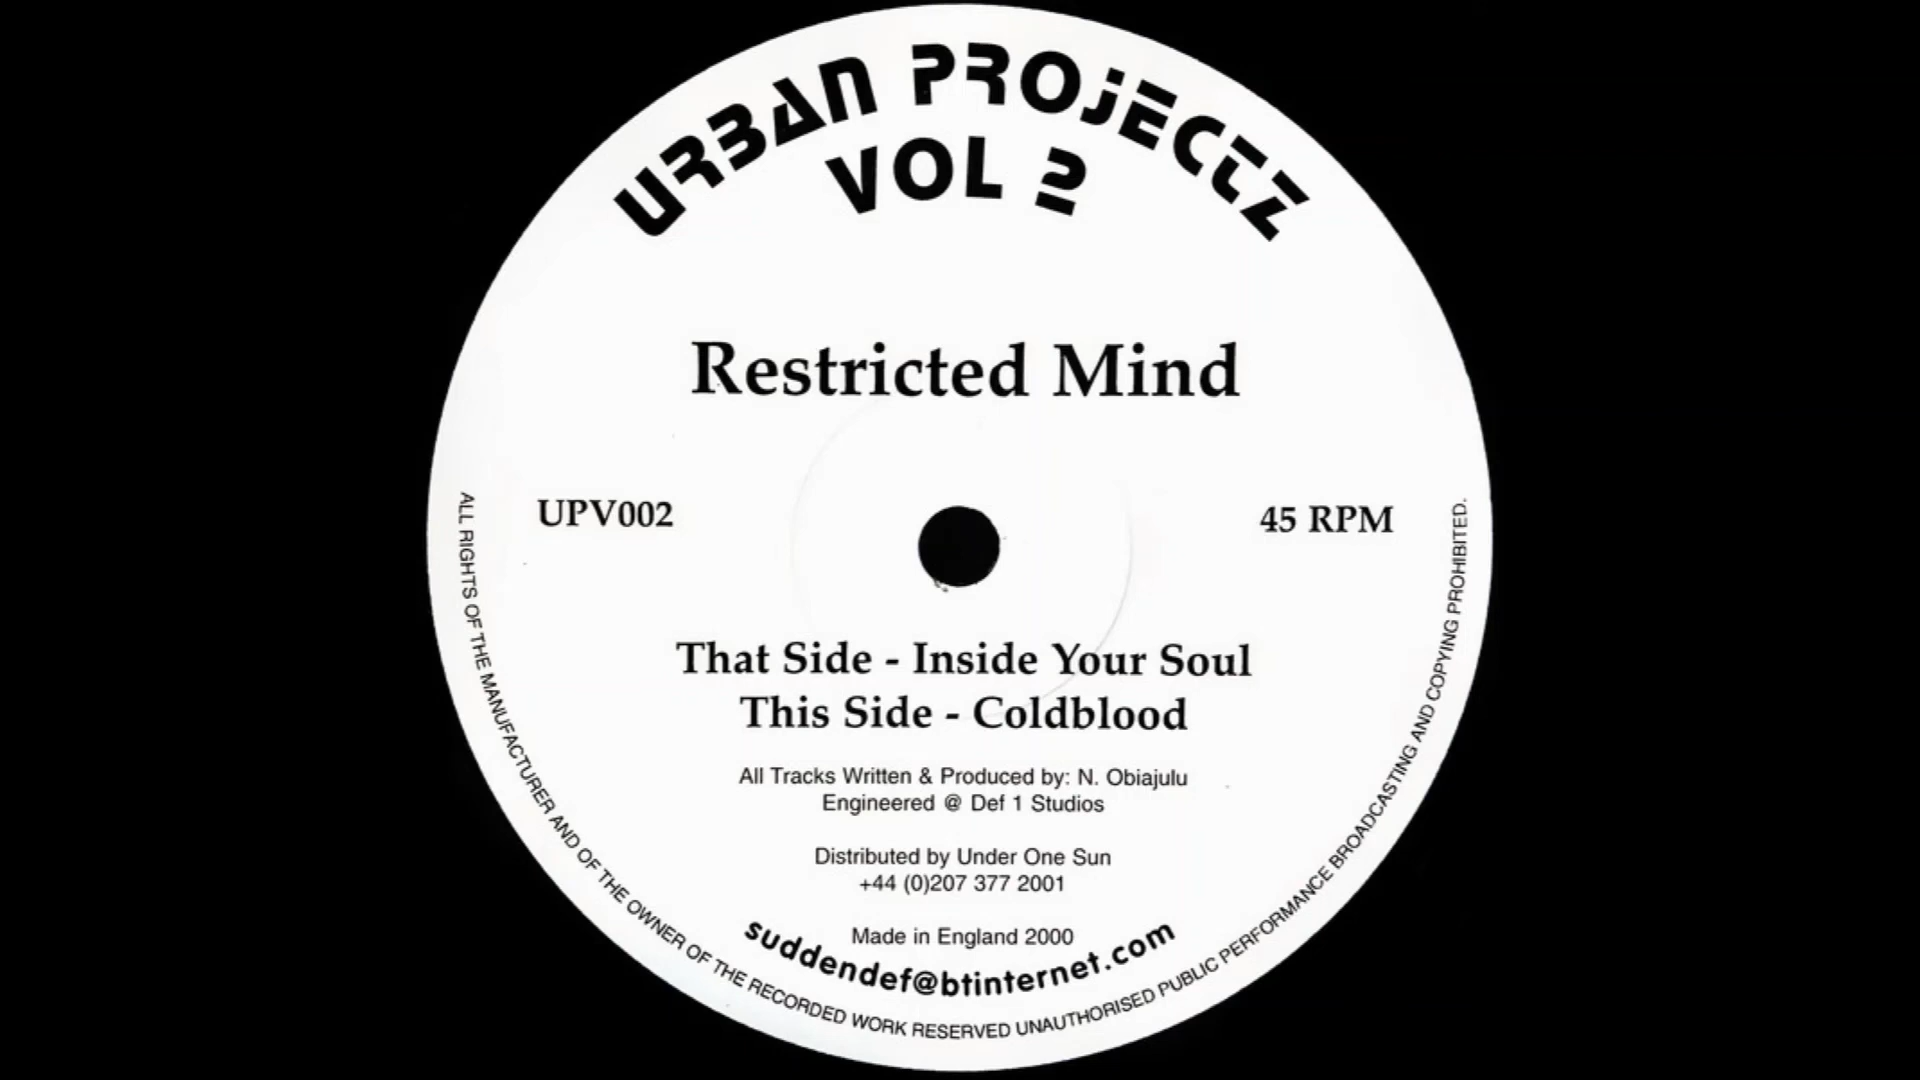 URBAN PROJECTZ
VOL 2
Restricted Mind
UPV002
45 RPM
That Side - Inside Your Soul
This Side - Coldblood
All Tracks Written & Produced by: N. Obiajulu
Engineered @ Def 1 Studios
Distributed by Under One Sun
+44 (0)207 377 2001
Made in England 2000
suddendef@btinternet.com
ALL RIGHTS OF THE MANUFACTURER AND OF THE OWNER OF THE RECORDED WORK RESERVED UNAUTHORISED PUBLIC PERFORMANCE BROADCASTING AND COPYING PROHIBITED.